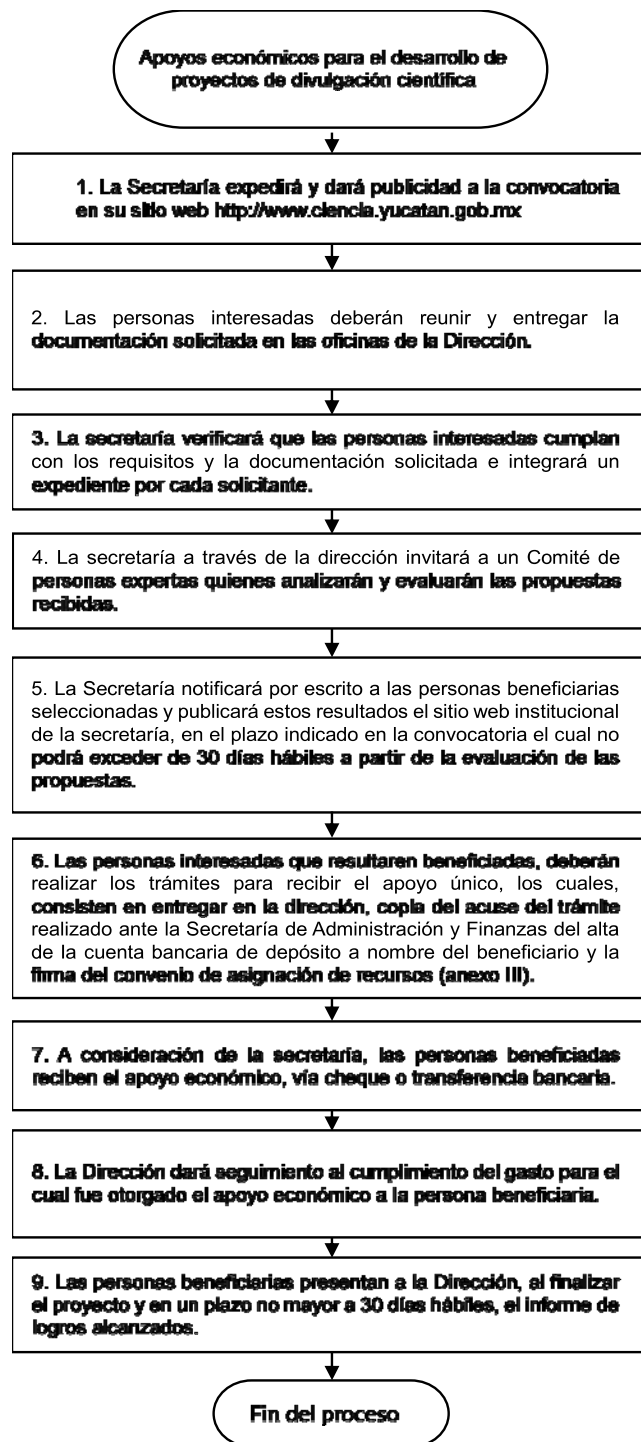 Apoyos económicos para el desarrollo de
proyectos de divulgación científica
1. La Secretaría expedirá y dará publicidad a la convocatoria
en su sitio web http://www.ciencia.yucatan.gob.mx
2. Las personas interesadas deberán reunir y entregar la
documentación solicitada en las oficinas de la Dirección.
3. La secretaría verificará que las personas interesadas cumplan
con los requisitos y la documentación solicitada e integrará un
expediente por cada solicitante.
4. La secretaría a través de la dirección invitará a un Comité de
personas expertas quienes analizarán y evaluarán las propuestas
recibidas.
5. La Secretaría notificará por escrito a las personas beneficiarias
seleccionadas y publicará estos resultados el sitio web institucional
de la secretaría, en el plazo indicado en la convocatoria el cual no
podrá exceder de 30 días hábiles a partir de la evaluación de las
propuestas.
6. Las personas interesadas que resultaren beneficiadas, deberán
realizar los trámites para recibir el apoyo único, los cuales,
consisten en entregar en la dirección, copia del acuse del trámite
realizado ante la Secretaría de Administración y Finanzas del alta
de la cuenta bancaria de depósito a nombre del beneficiario y la
firma del convenio de asignación de recursos (anexo III).
7. A consideración de la secretaría, las personas beneficiadas
reciben el apoyo económico, vía cheque o transferencia bancaria.
8. La Dirección dará seguimiento al cumplimiento del gasto para el
cual fue otorgado el apoyo económico a la persona beneficiaria.
9. Las personas beneficiarias presentan a la Dirección, al finalizar
el proyecto y en un plazo no mayor a 30 días hábiles, el informe de
logros alcanzados.
Fin del proceso